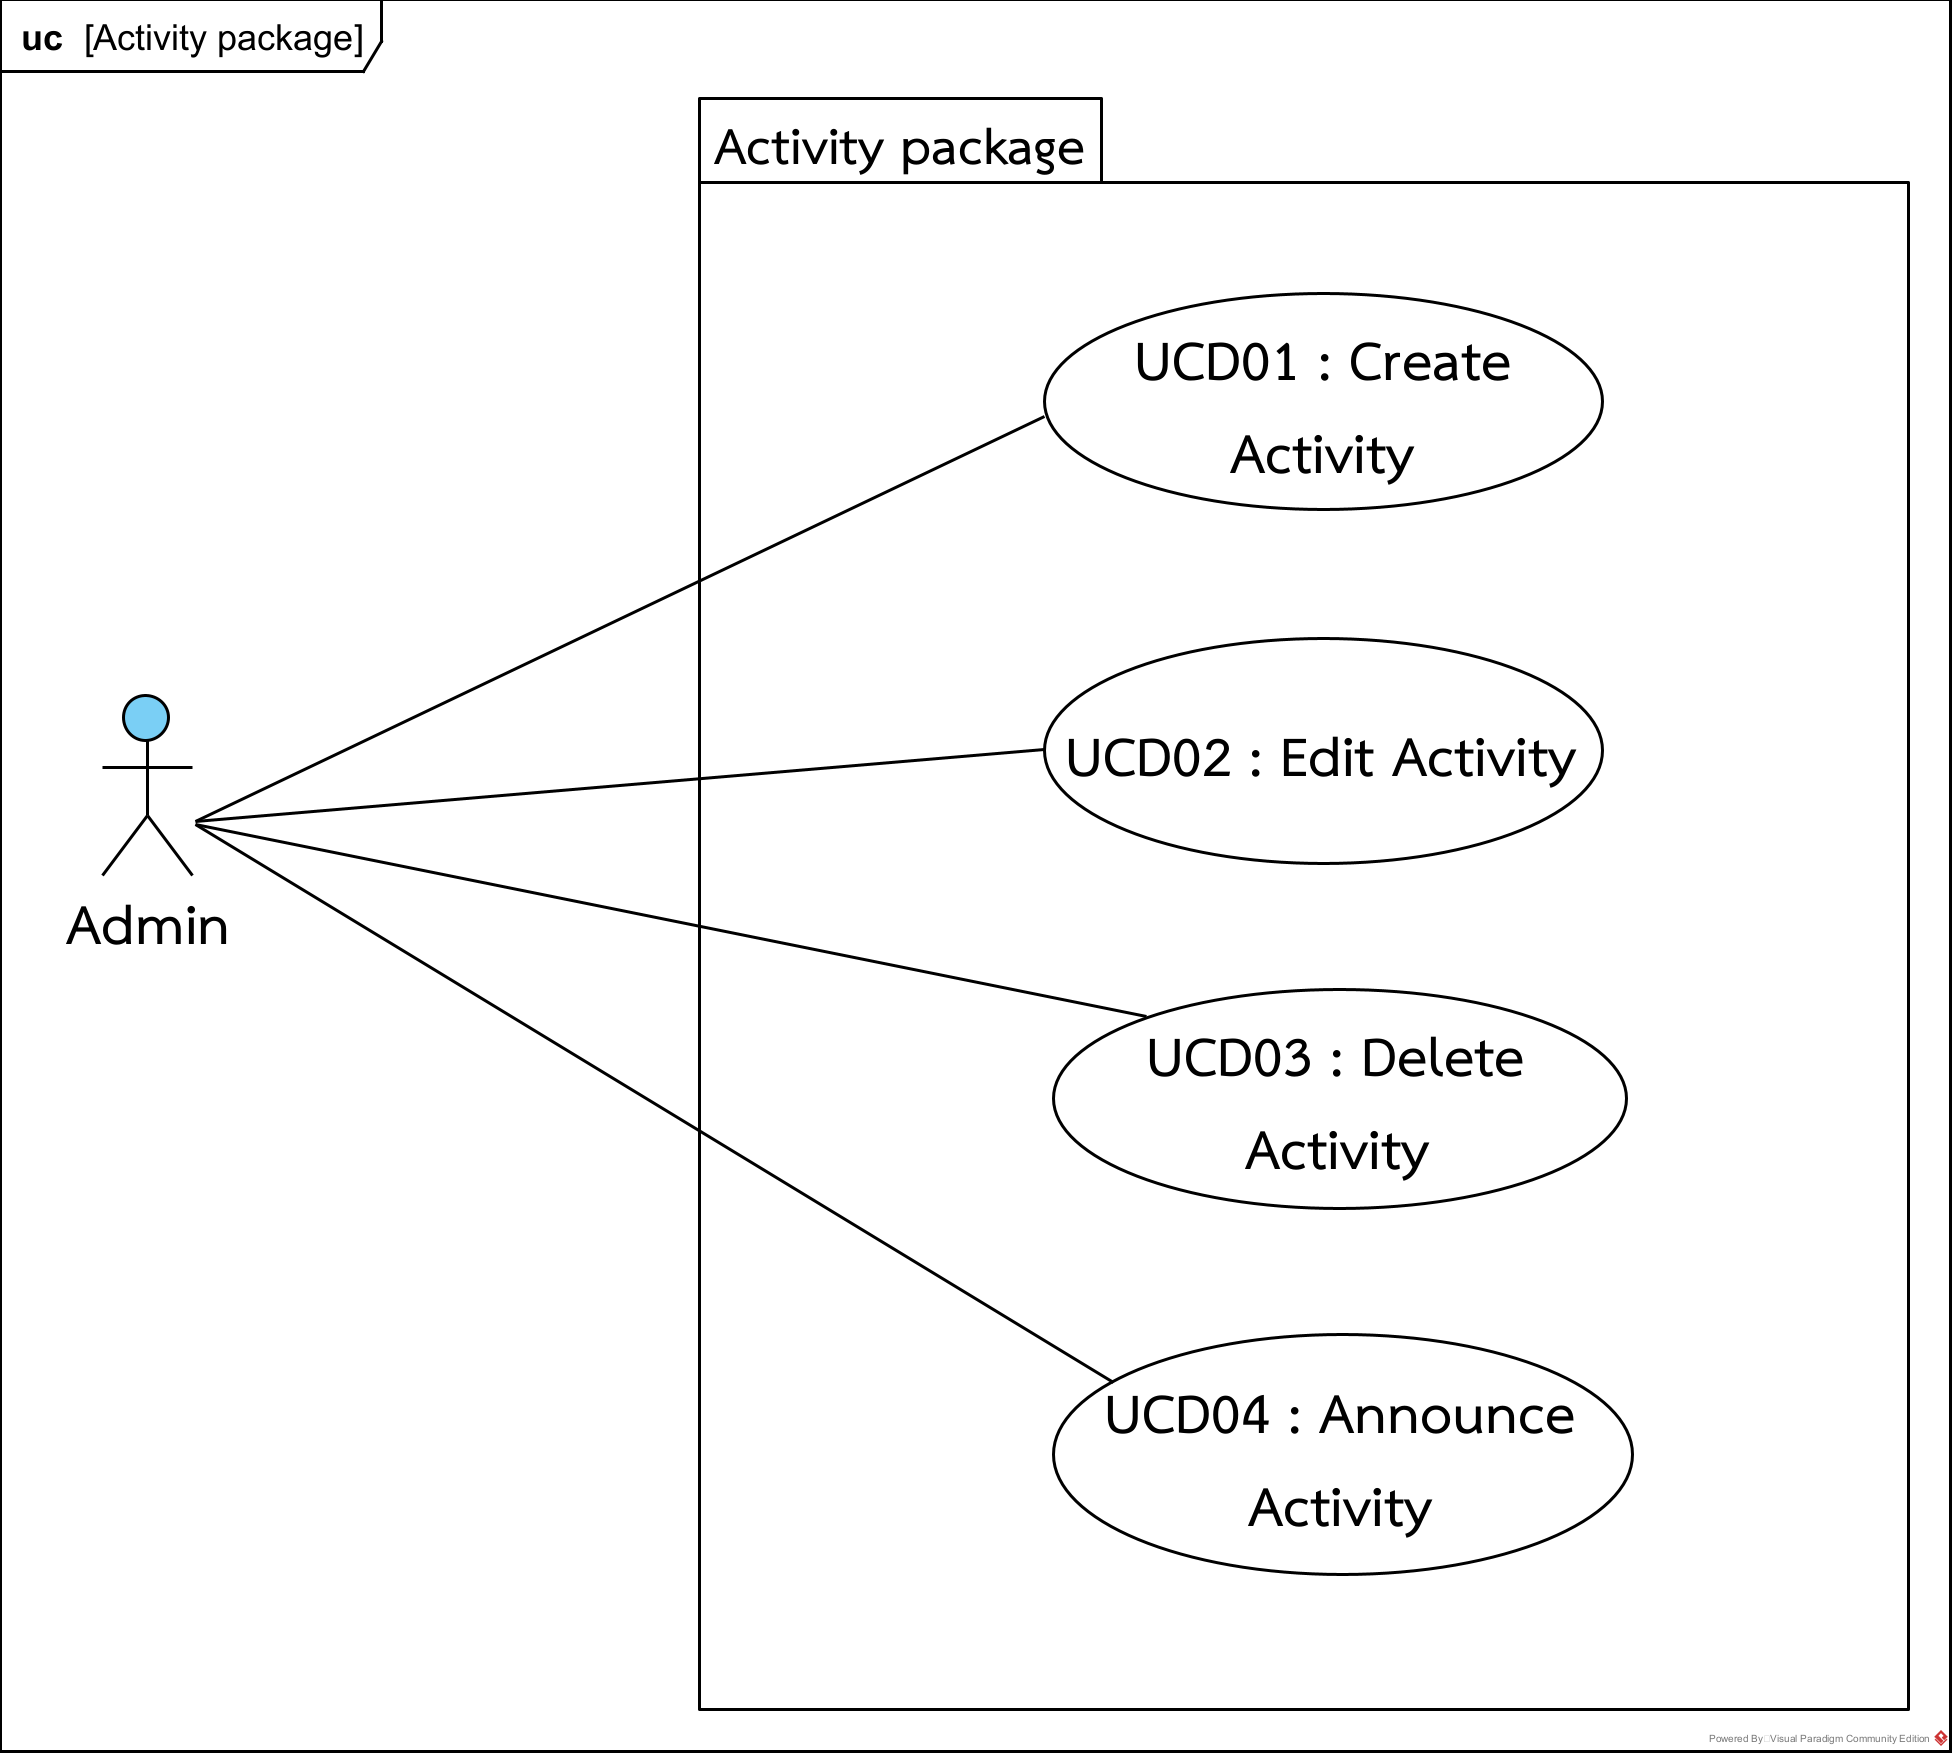 uc [Activity package]
Activity package
UCD01 : Create
Activity
UCD02 : Edit Activity
Admin
UCD03 : Delete
Activity
UCD04 : Announce
Activity
Powered By Visual Paradigm Community Edition